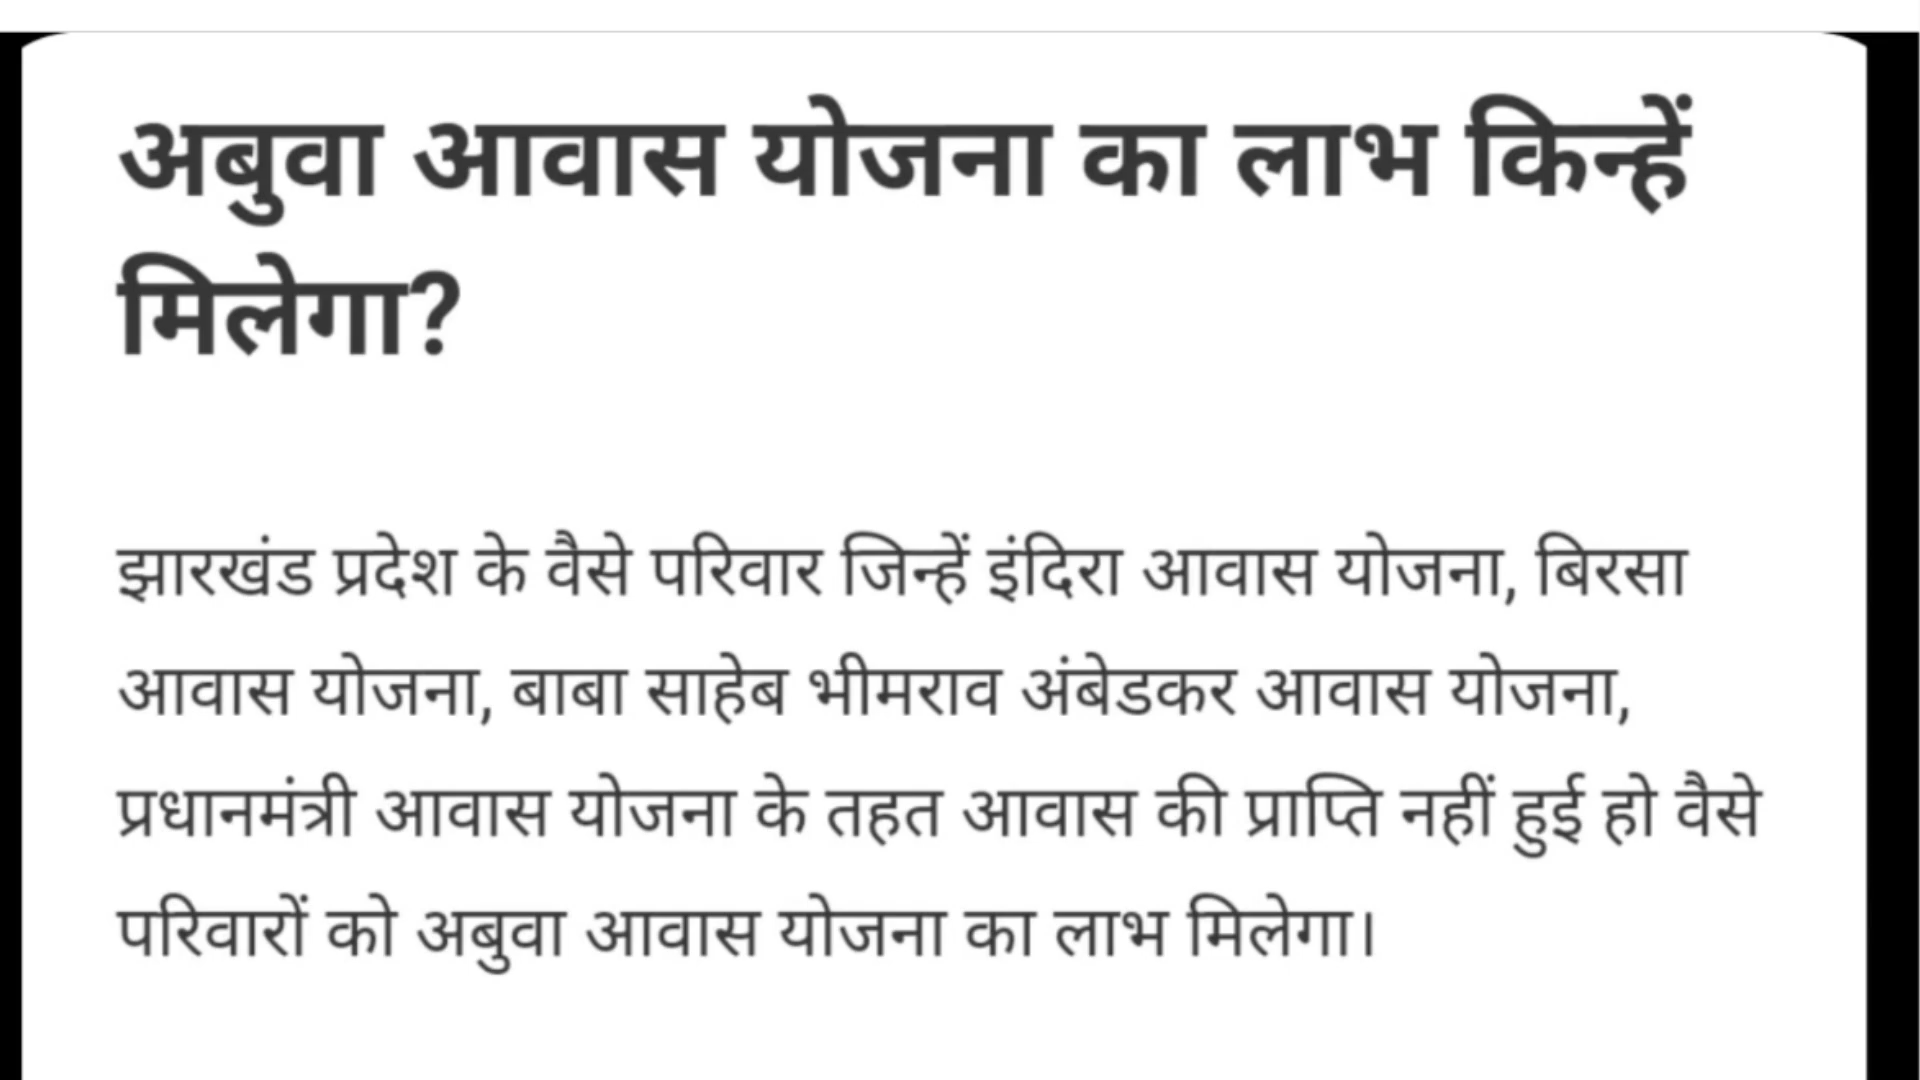 अबुवा आवास योजना का लाभ किन्हें
मिलेगा?
झारखंड प्रदेश के वैसे परिवार जिन्हें इंदिरा आवास योजना, बिरसा
आवास योजना, बाबा साहेब भीमराव अंबेडकर आवास योजना,
प्रधानमंत्री आवास योजना के तहत आवास की प्राप्ति नहीं हुई हो वैसे
परिवारों को अबुवा आवास योजना का लाभ मिलेगा।